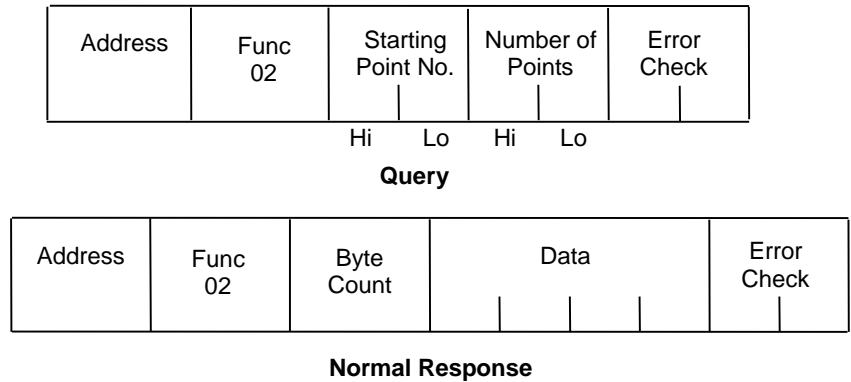 Address
Func
02
Starting
Point No.
Number of
Points
Error
Check
Hi Lo Hi Lo
Query
Address
Func
02
Byte
Count
Data
Error
Check
Normal Response